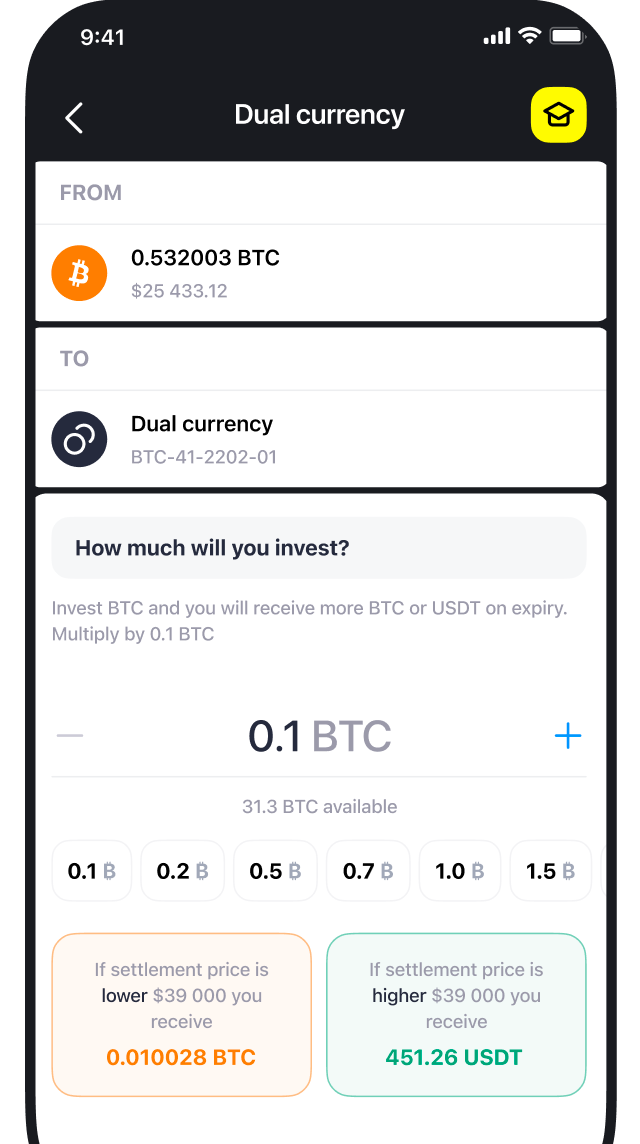 9:41
Dual currency
FROM
0.532003 BTC
$25 433.12
TO
Dual currency
BTC-41-2202-01
How much will you invest?
Invest BTC and you will receive more BTC or USDT on expiry.
Multiply by 0.1 BTC
0.1 BTC
31.3 BTC available
0.1 ₿ 0.2 ₿ 0.5 ₿ 0.7 ₿ 1.0 ₿ 1.5 ₿
If settlement price is
lower $39 000 you
receive
0.010028 BTC
If settlement price is
higher $39 000 you
receive
451.26 USDT